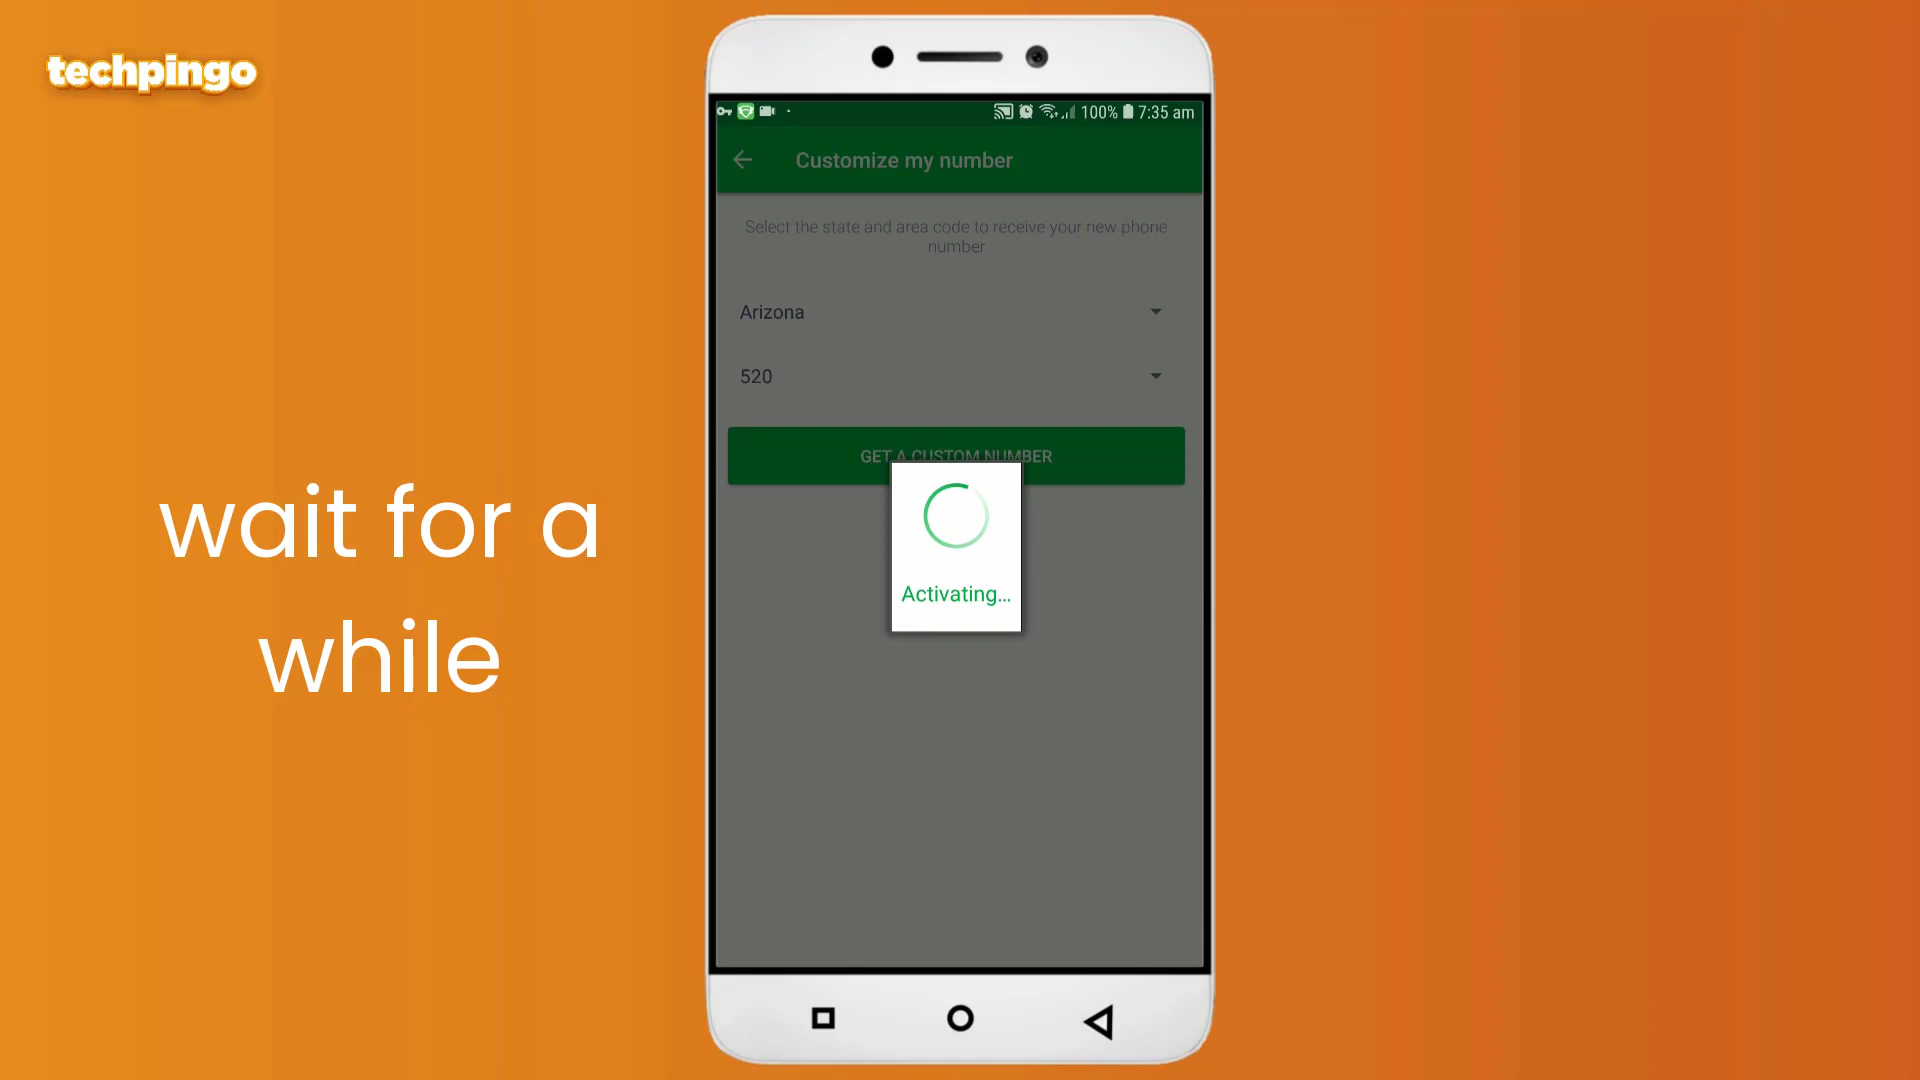 techpingo
100% 7:35 am
Customize my number
Select the state and area code to receive your new phone
number
Arizona
520
GET A CUSTOM NUMBER
Activating...
wait for a
while